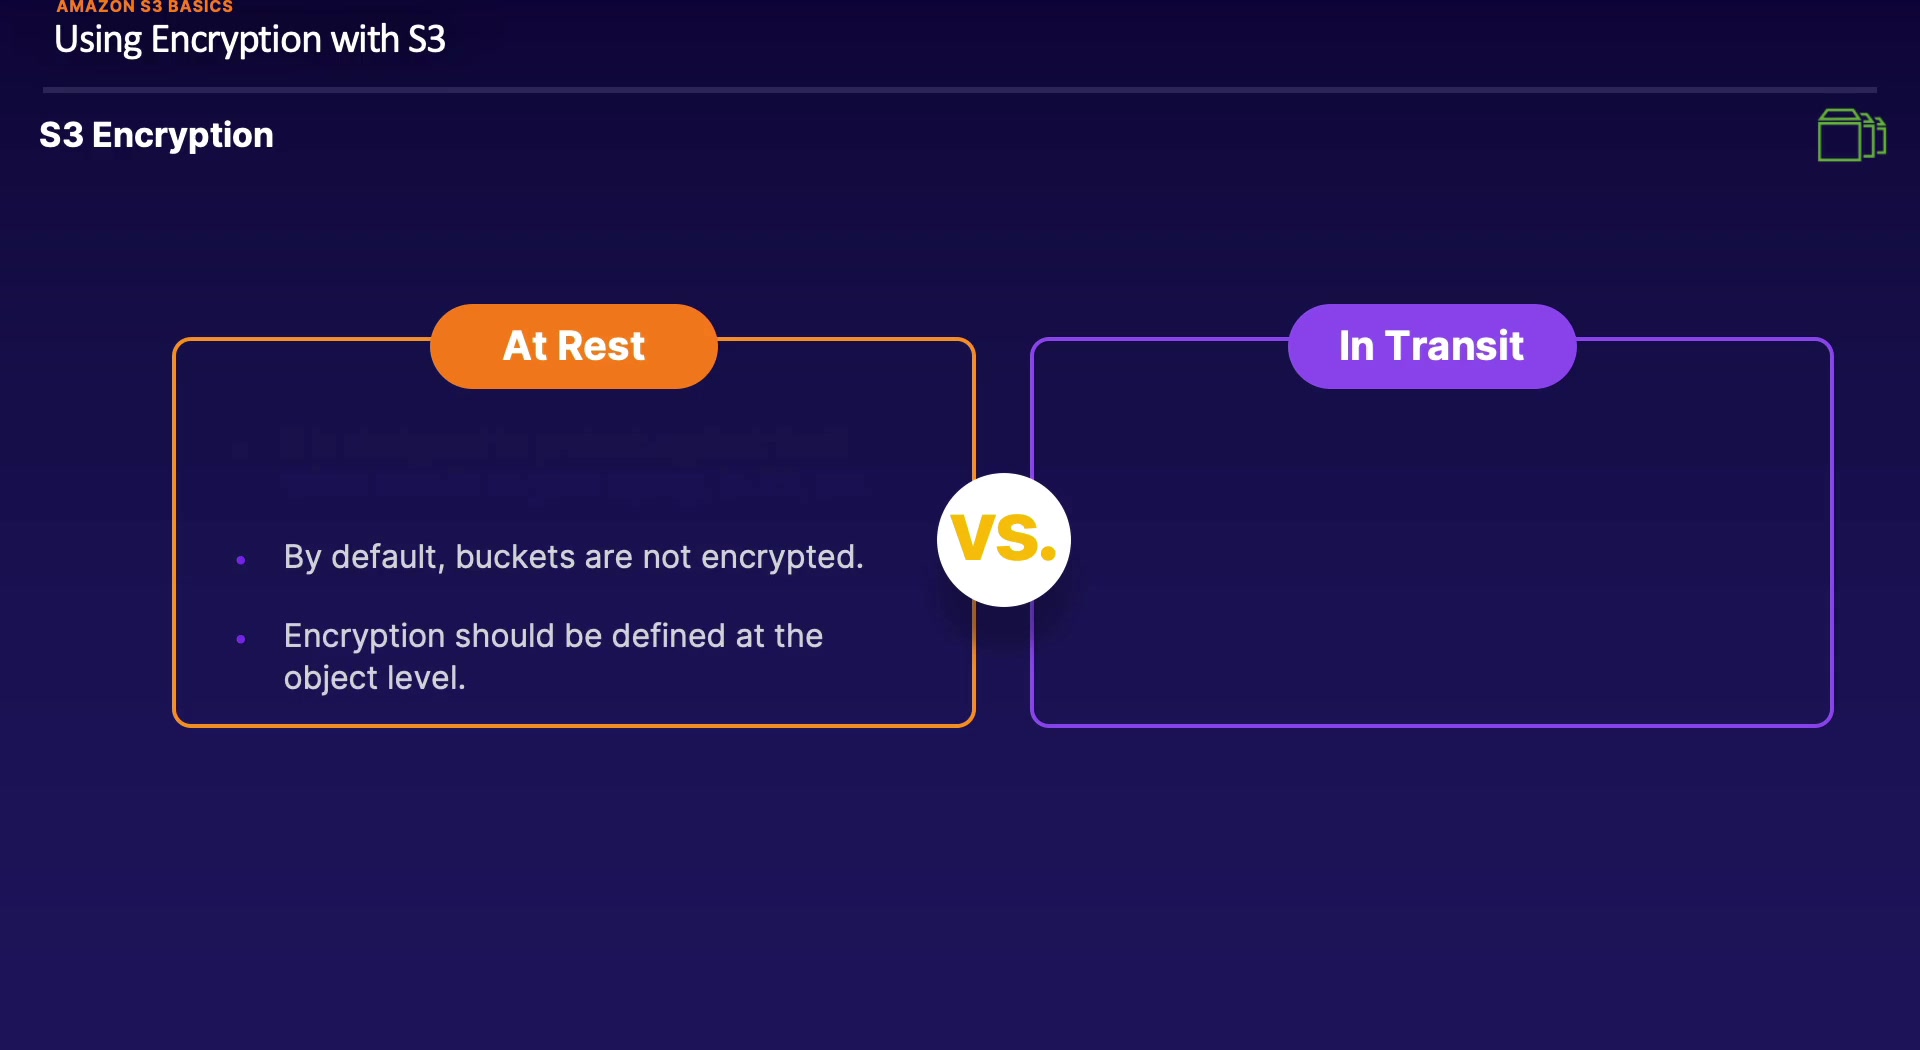 AMAZON S3 BASICS
Using Encryption with S3
S3 Encryption
At Rest
In Transit
vs.
• By default, buckets are not encrypted.
• Encryption should be defined at the
object level.